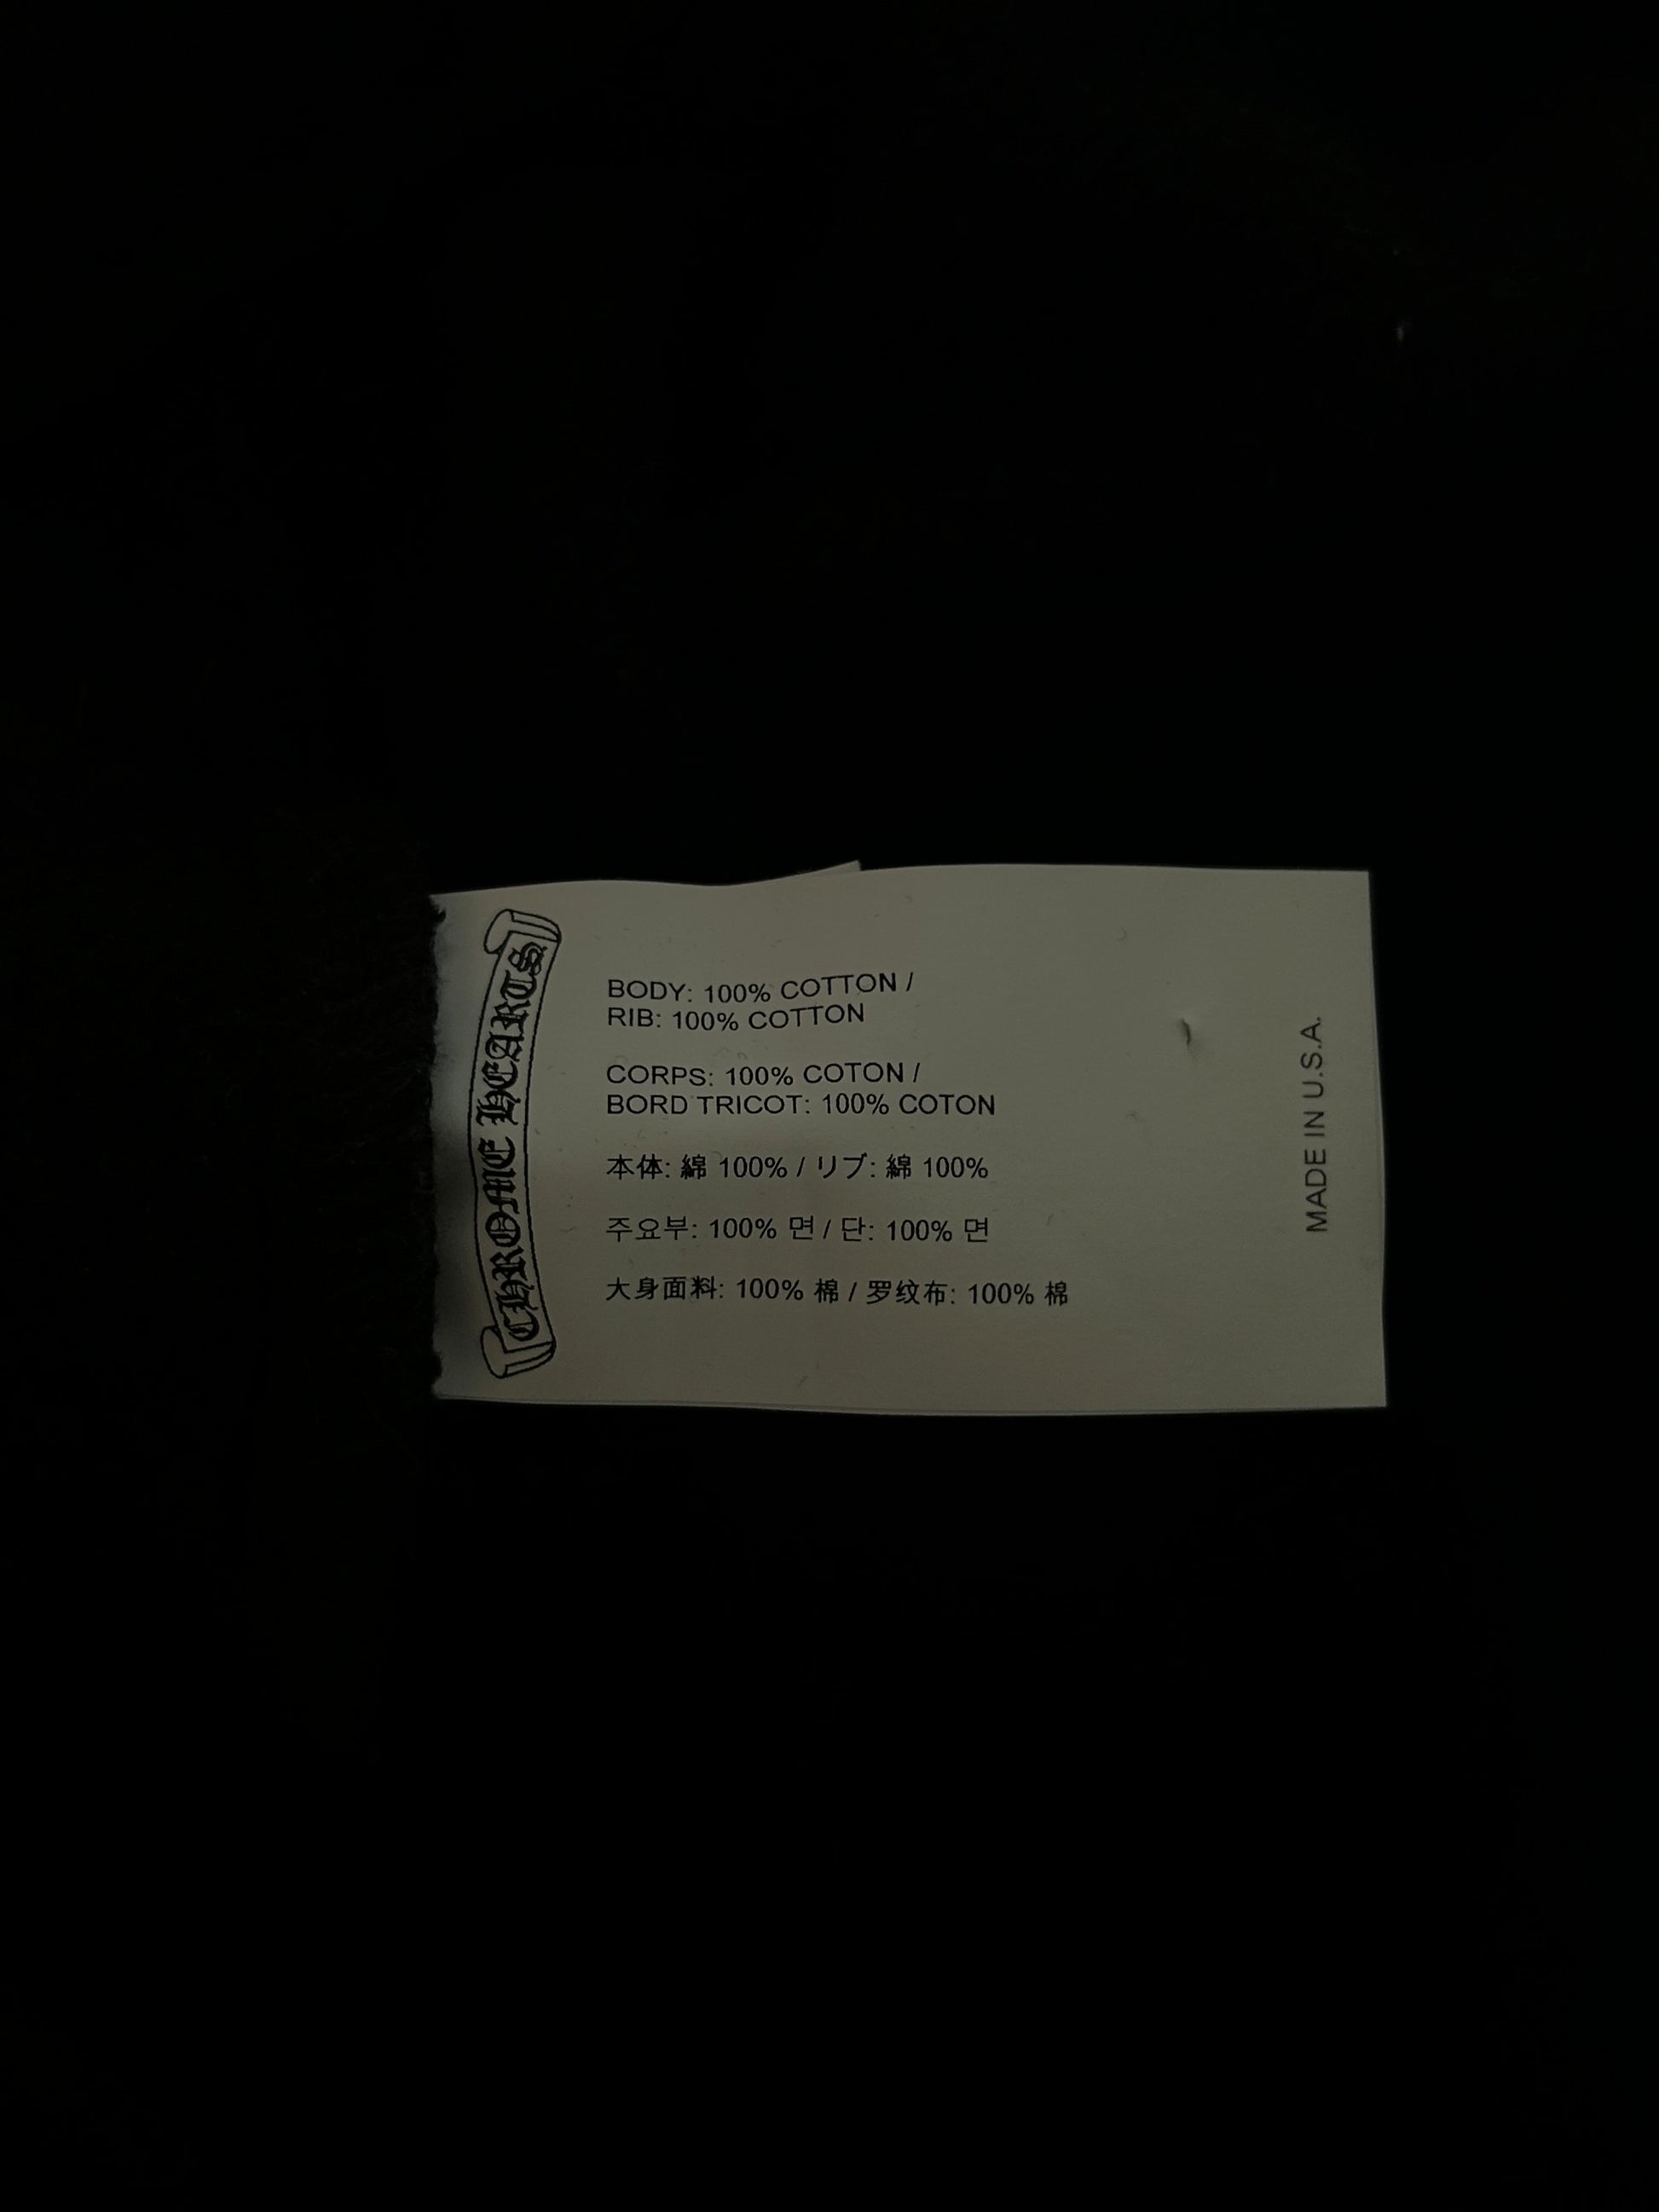 CHROME HEARTS
BODY: 100% COTTON /
RIB: 100% COTTON
CORPS: 100% COTON /
BORD TRICOT: 100% COTON
本体: 綿 100% / リブ: 綿 100%
주요부: 100% 면 / 단: 100% 면
大身面料: 100% 棉 / 罗纹布: 100% 棉
MADE IN U.S.A.